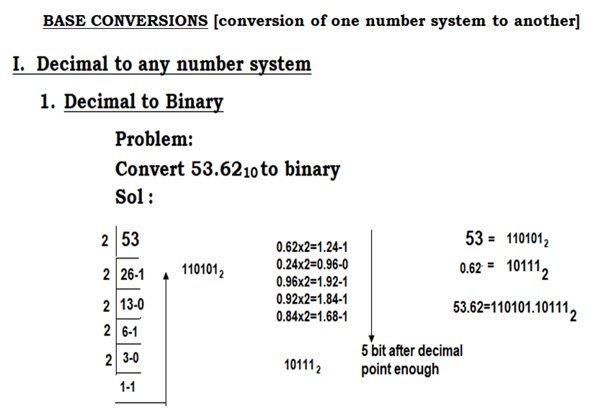 BASE CONVERSIONS [conversion of one number system to another]
I. Decimal to any number system
1. Decimal to Binary
Problem:
Convert 53.62₁₀ to binary
Sol :
2 53
2 26-1
2 13-0
2 6-1
2 3-0
1-1
110101₂
0.62x2=1.24-1
0.24x2=0.96-0
0.96x2=1.92-1
0.92x2=1.84-1
0.84x2=1.68-1
10111₂
5 bit after decimal
point enough
53 = 110101₂
0.62 = 10111₂
53.62=110101.10111₂